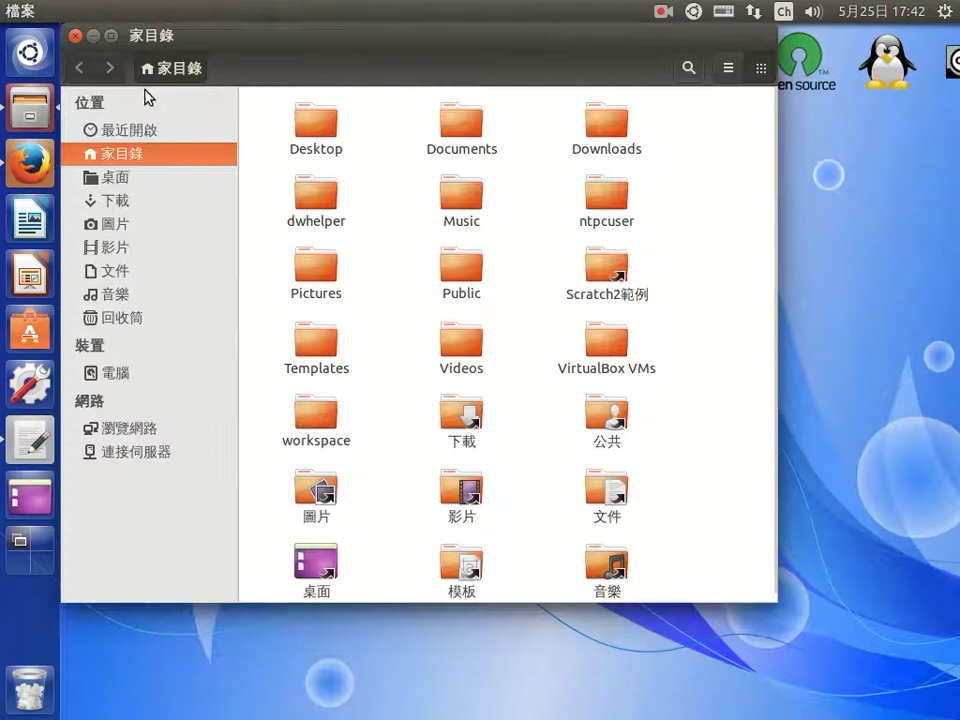 檔案
Ch
5月25日 17:42
家目錄
家目錄
en source
TM
位置
最近開啟
家目錄
桌面
下載
圖片
影片
文件
音樂
回收筒
裝置
電腦
網路
瀏覽網路
連接伺服器
Desktop
Documents
Downloads
dwhelper
Music
ntpcuser
Pictures
Public
Scratch2範例
Templates
Videos
VirtualBox VMs
workspace
下載
公共
圖片
影片
文件
桌面
模板
音樂